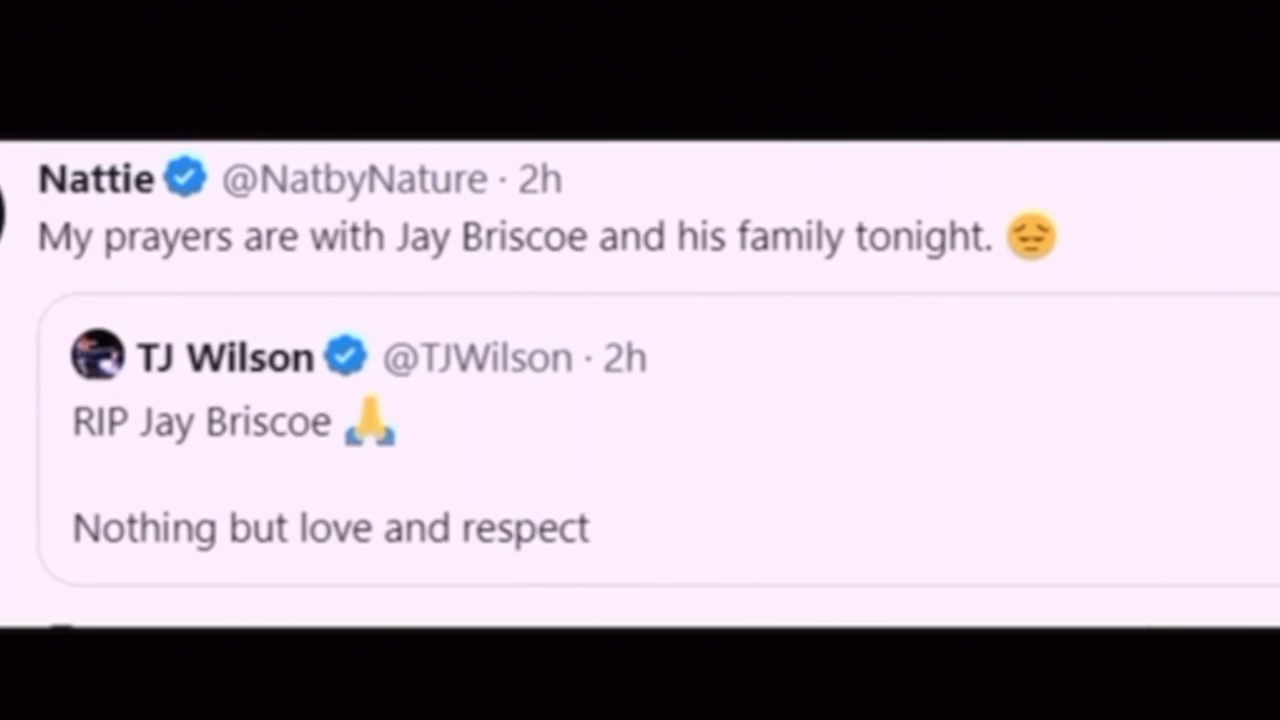 Nattie @NatbyNature · 2h
My prayers are with Jay Briscoe and his family tonight. 😔
TJ Wilson @TJWilson · 2h
RIP Jay Briscoe 🙏
Nothing but love and respect